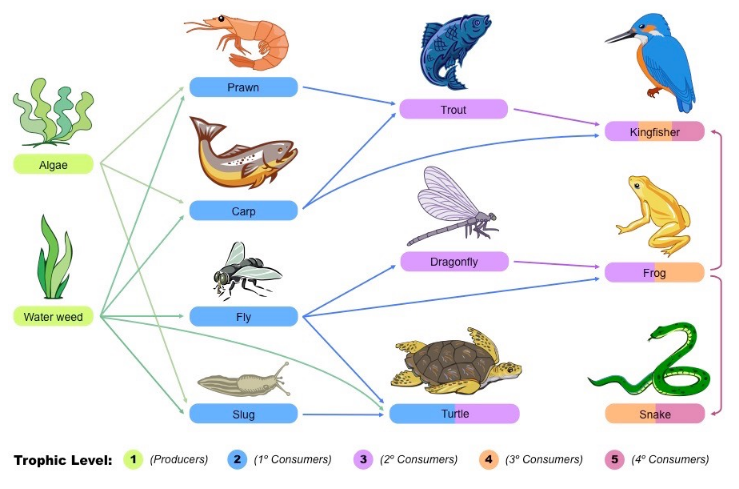 Prawn
Trout
Kingfisher
Algae
Carp
Dragonfly
Frog
Water weed
Fly
Slug
Turtle
Snake
Trophic Level: 1 (Producers) 2 (1º Consumers) 3 (2º Consumers) 4 (3º Consumers) 5 (4º Consumers)